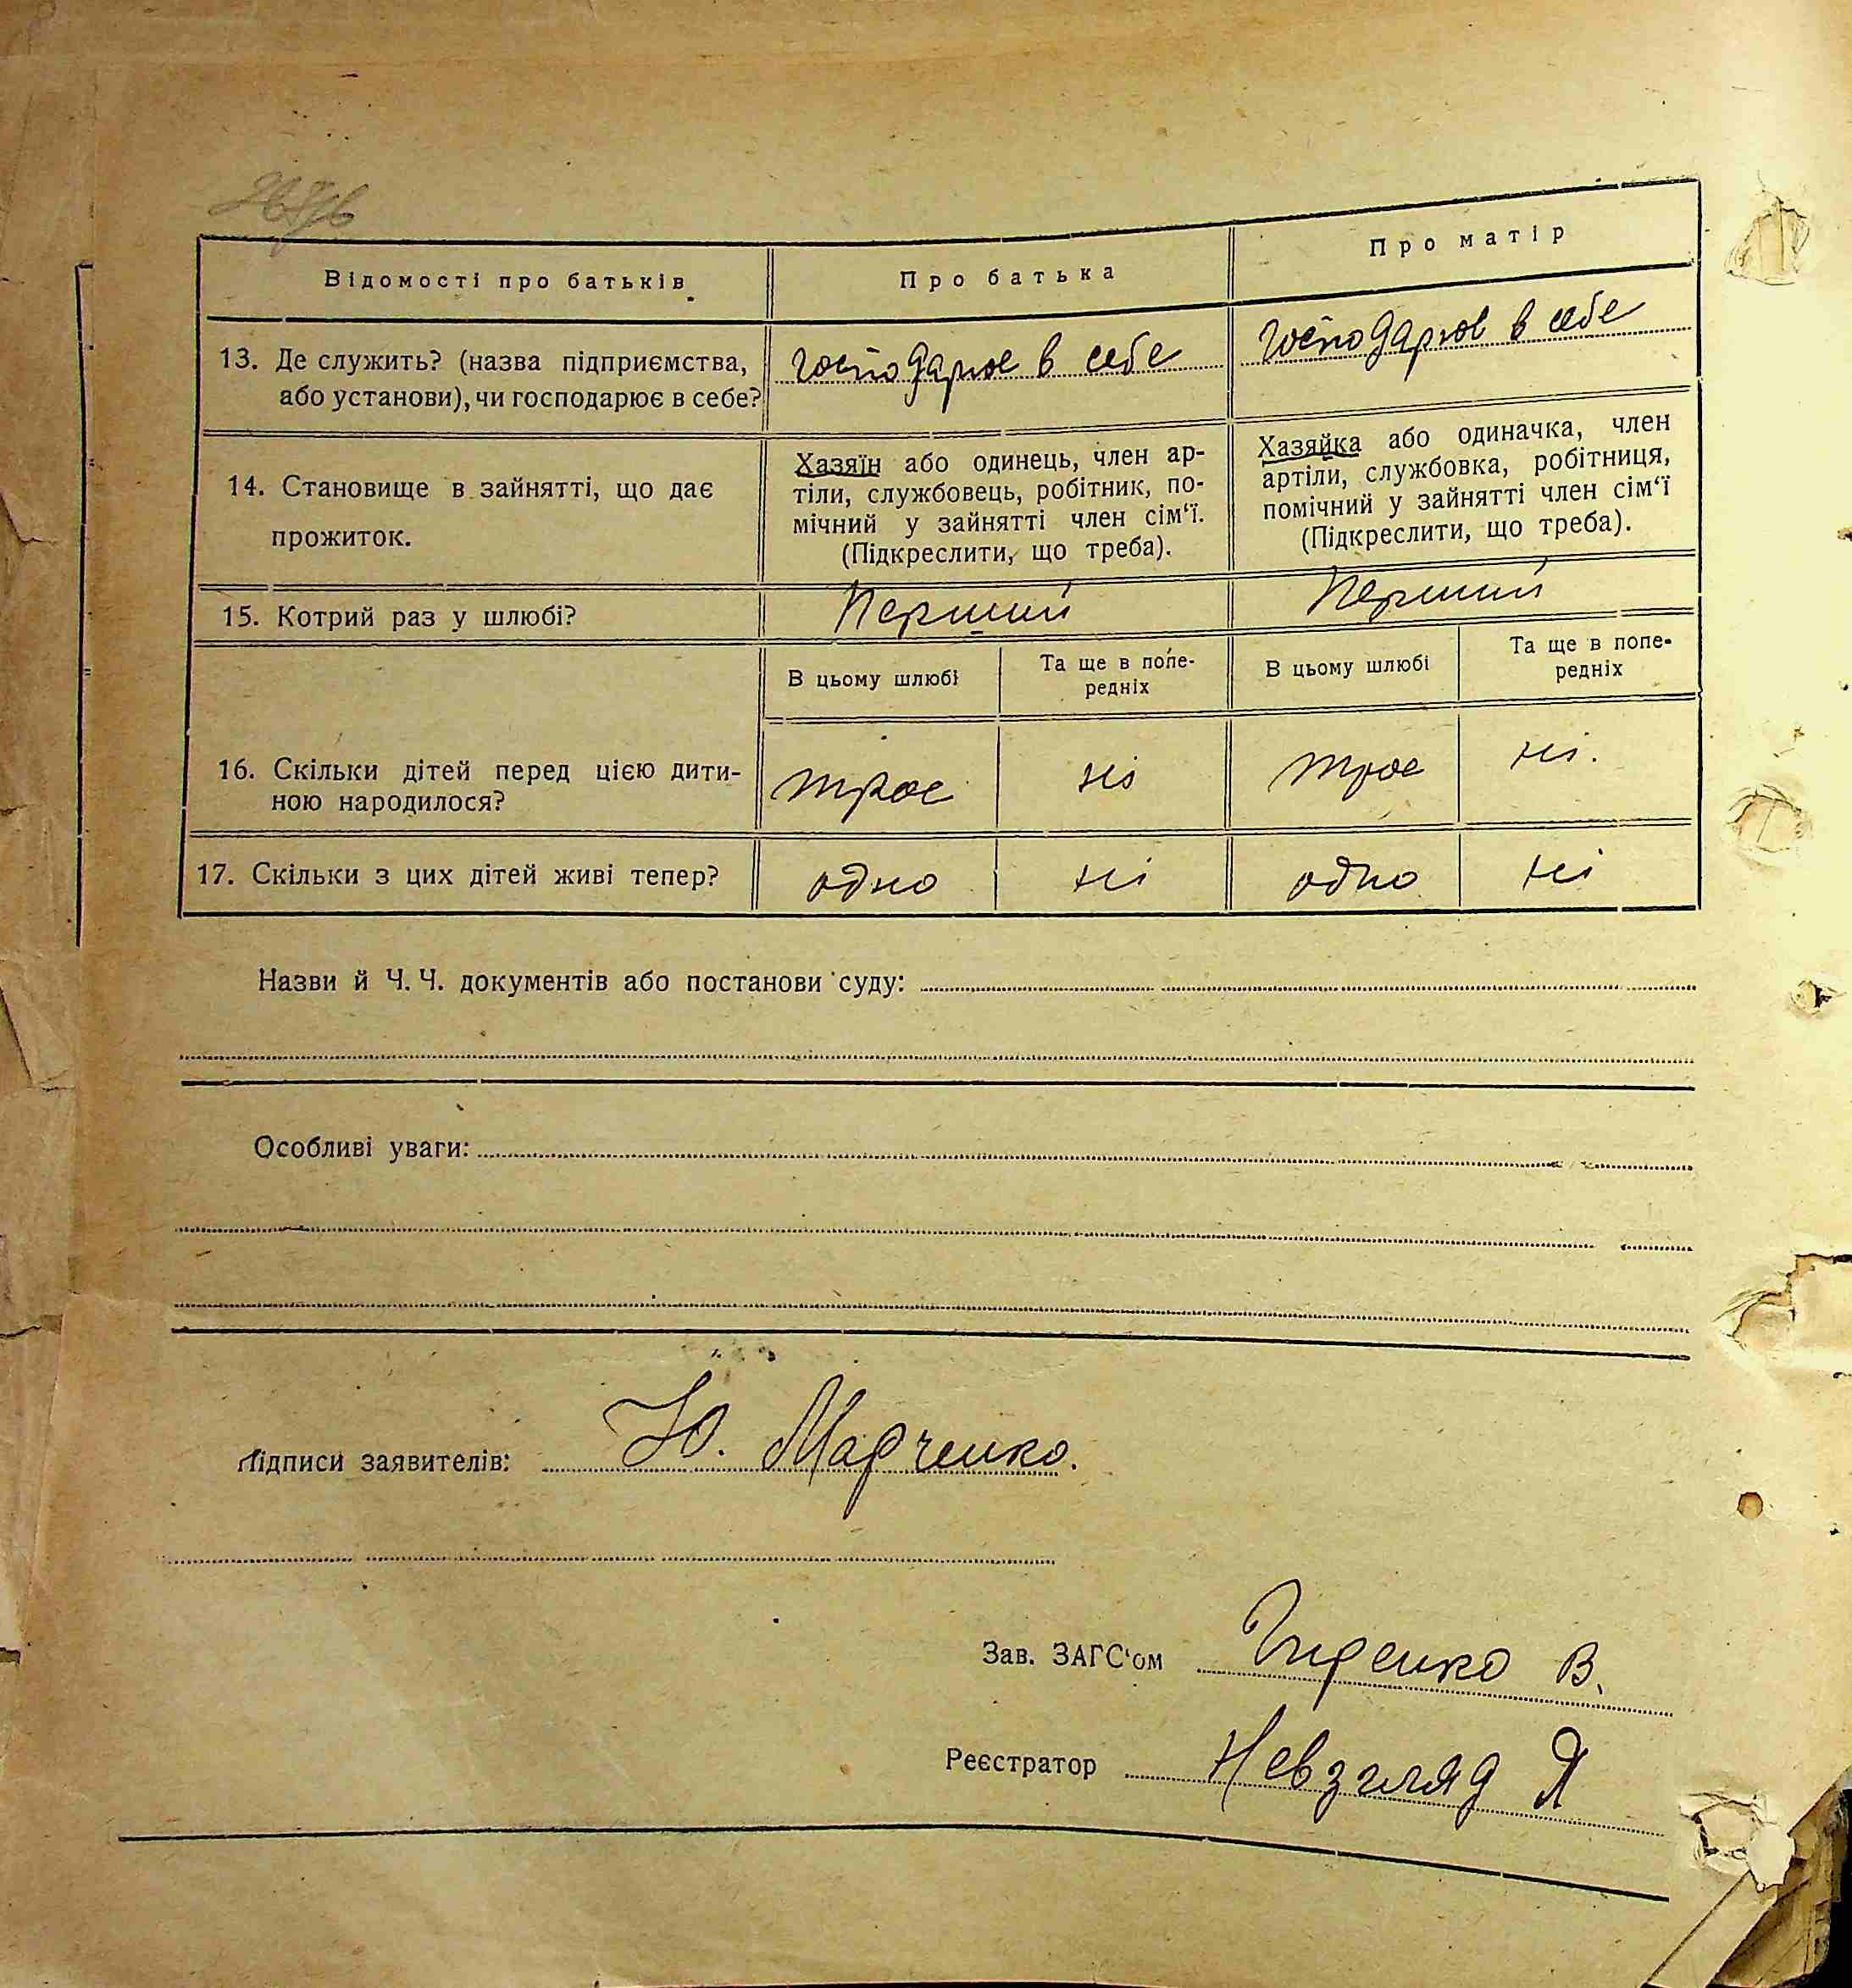 Відомості про батьків
Про батька
Про матір
13. Де служить? (назва підприємства, або установи), чи господарює в себе?
господарює в себе
господарює в себе
14. Становище в зайнятті, що дає прожиток.
Хазяїн або одинець, член ар-
тіли, службовець, робітник, по-
мічний у зайнятті член сім‘ї.
(Підкреслити, що треба).
Хазяйка або одиначка, член
артіли, службовка, робітниця,
помічний у зайнятті член сім‘ї
(Підкреслити, що треба).
15. Котрий раз у шлюбі?
Перший
Перший
В цьому шлюбі
Та ще в попе-
редніх
В цьому шлюбі
Та ще в попе-
редніх
16. Скільки дітей перед цією дити-
ною народилося?
троє
ні
троє
ні.
17. Скільки з цих дітей живі тепер?
одно
ні
одно
ні
Назви й Ч. Ч. документів або постанови суду:
Особливі уваги:
Підписи заявителів: Ю. Марченко.
Зав. ЗАГС‘ом В.
Реєстратор Невзгляд Я